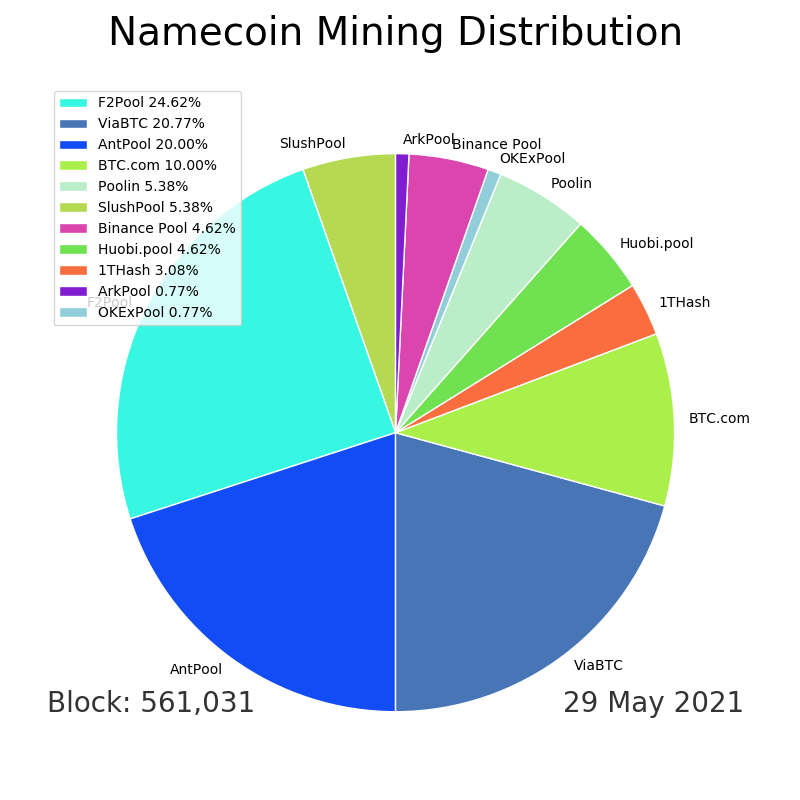 Namecoin Mining Distribution
F2Pool 24.62%
ViaBTC 20.77%
AntPool 20.00%
BTC.com 10.00%
Poolin 5.38%
SlushPool 5.38%
Binance Pool 4.62%
Huobi.pool 4.62%
1THash 3.08%
ArkPool 0.77%
OKExPool 0.77%
SlushPool
ArkPool
Binance Pool
OKExPool
Poolin
Huobi.pool
1THash
F2Pool
BTC.com
ViaBTC
AntPool
Block: 561,031
29 May 2021